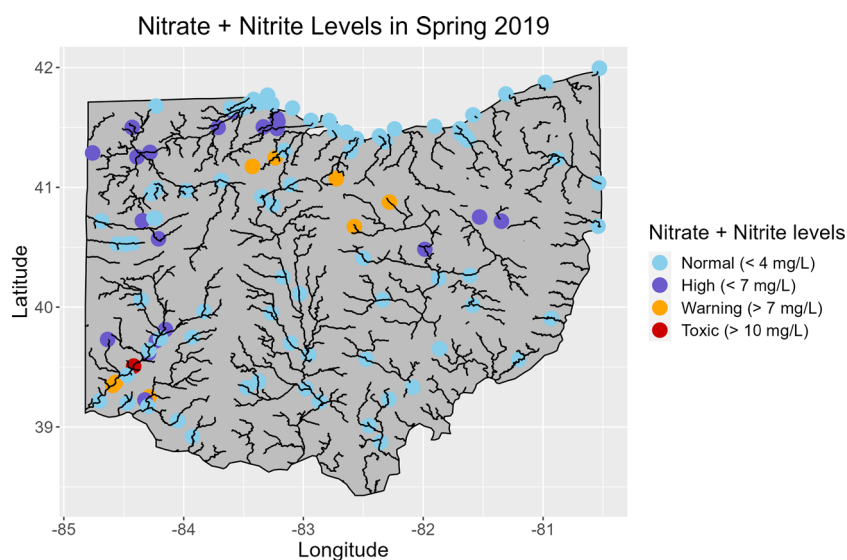 Nitrate + Nitrite Levels in Spring 2019
42
41
40
39
Latitude
-85
-84
-83
-82
-81
Longitude
Nitrate + Nitrite levels
Normal (< 4 mg/L)
High (< 7 mg/L)
Warning (> 7 mg/L)
Toxic (> 10 mg/L)